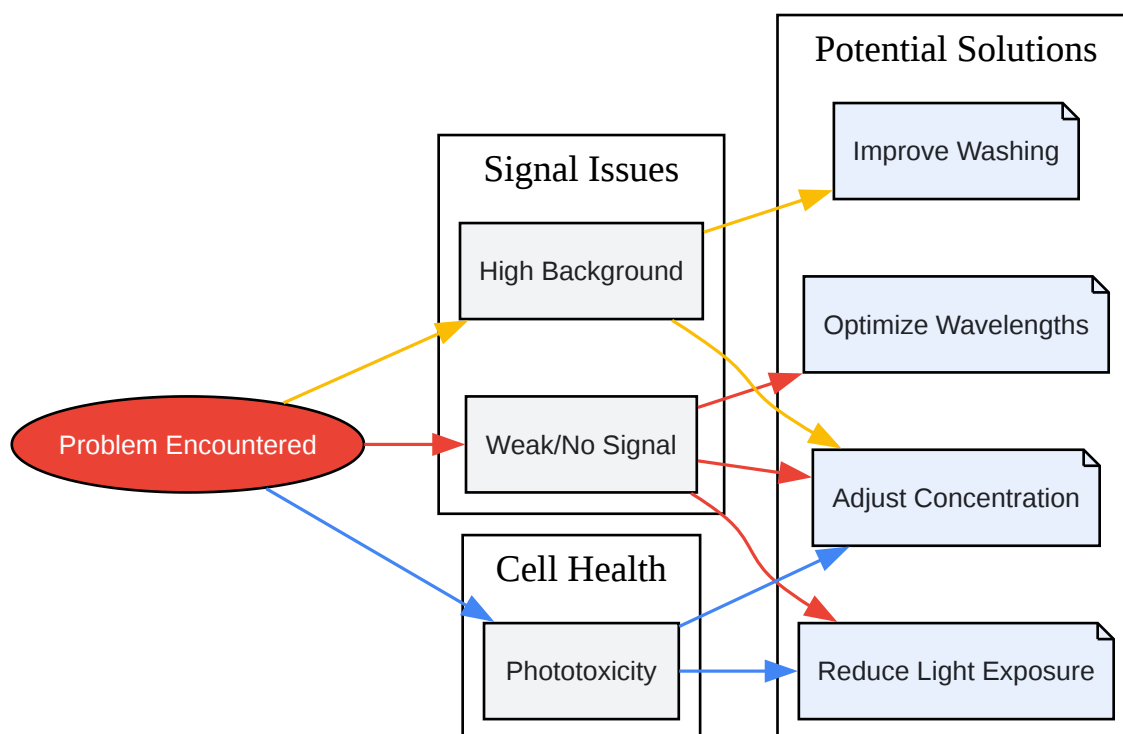 Problem Encountered
Signal Issues
High Background
Weak/No Signal
Cell Health
Phototoxicity
Potential Solutions
Improve Washing
Optimize Wavelengths
Adjust Concentration
Reduce Light Exposure